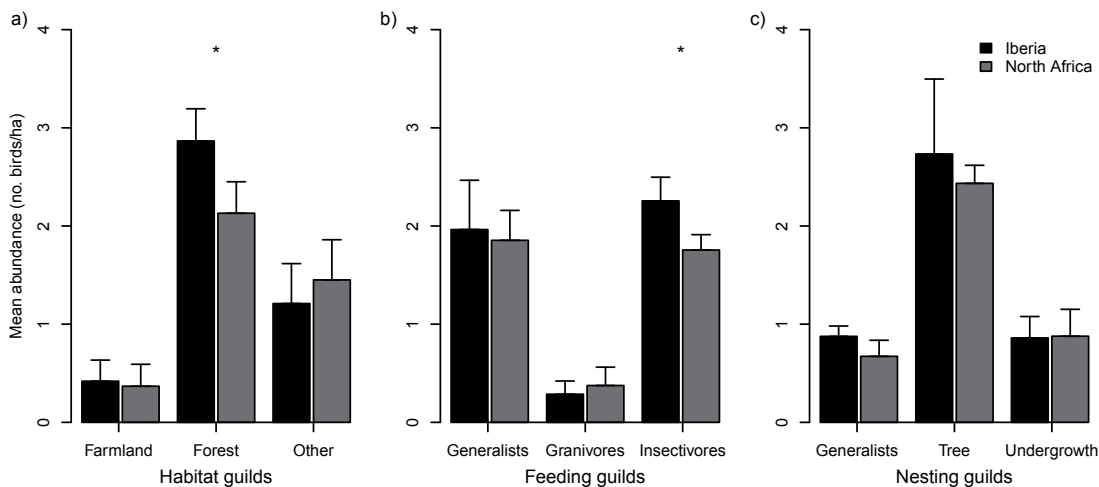 a)
*
Mean abundance (no. birds/ha)
4
3
2
1
0
Farmland Forest Other
Habitat guilds
b)
*
4
3
2
1
0
Generalists Granivores Insectivores
Feeding guilds
c)
Iberia
North Africa
4
3
2
1
0
Generalists Tree Undergrowth
Nesting guilds